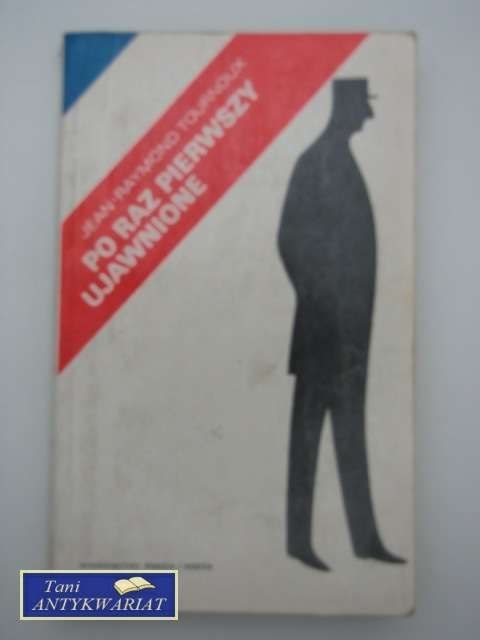 JEAN-RAYMOND TOURNOUX
PO RAZ PIERWSZY
UJAWNIONE
Tani
ANTYKWARIAT